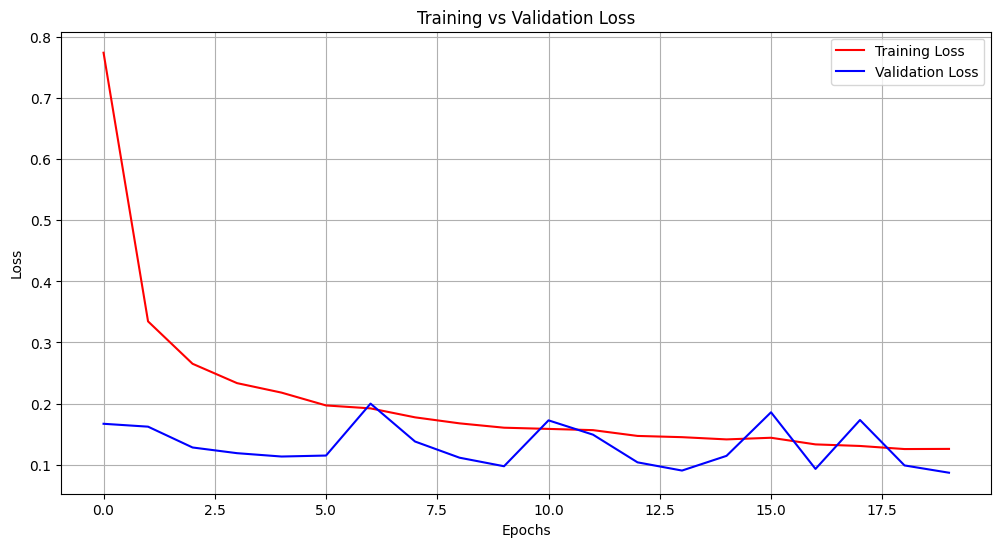 Training vs Validation Loss
Training Loss
Validation Loss
0.8
0.7
0.6
0.5
0.4
0.3
0.2
0.1
Loss
0.0 2.5 5.0 7.5 10.0 12.5 15.0 17.5
Epochs